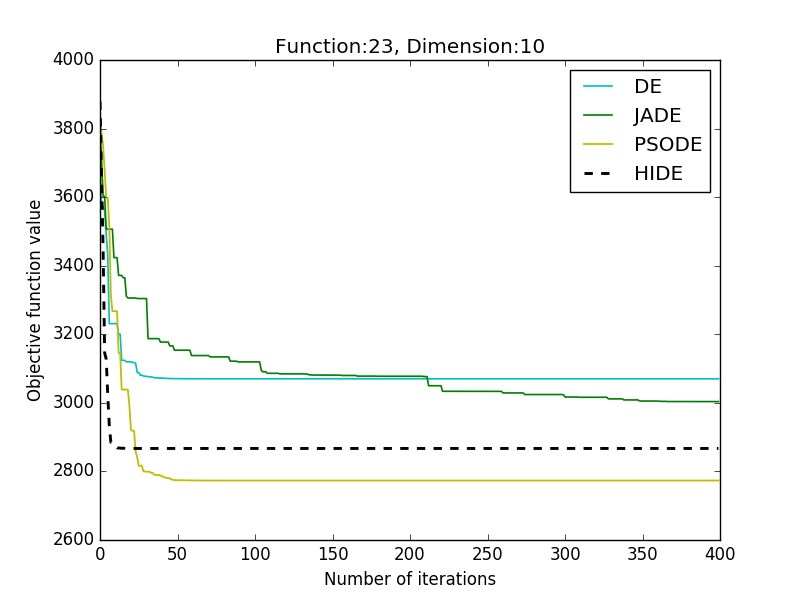 Function:23, Dimension:10
4000
3800
3600
3400
3200
3000
2800
2600
Objective function value
DE
JADE
PSODE
HIDE
0 50 100 150 200 250 300 350 400
Number of iterations